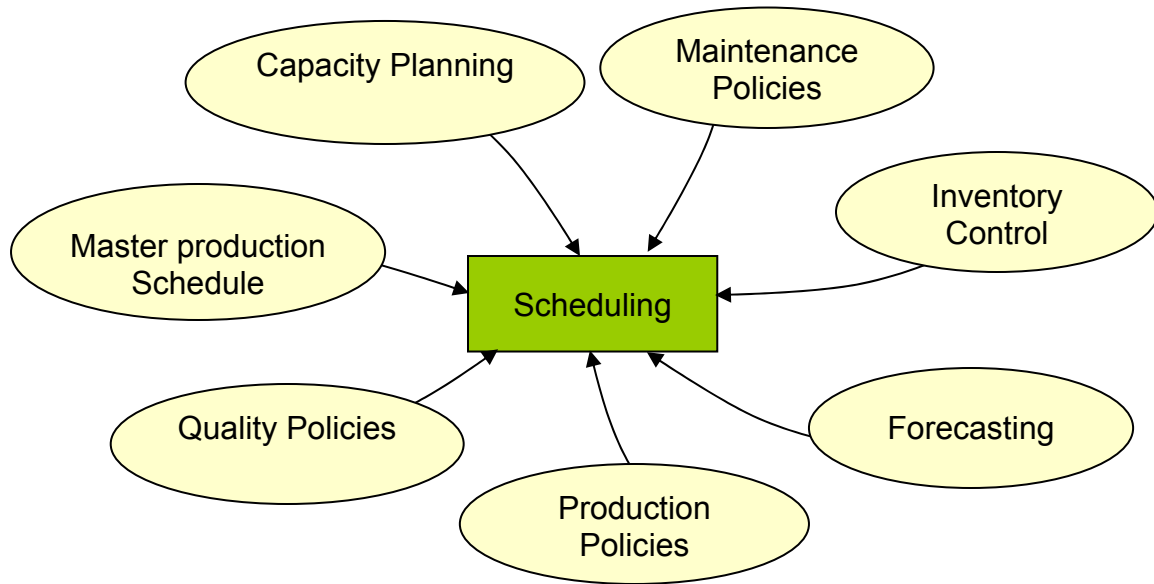 Capacity Planning
Maintenance
Policies
Inventory
Control
Master production
Schedule
Scheduling
Quality Policies
Forecasting
Production
Policies